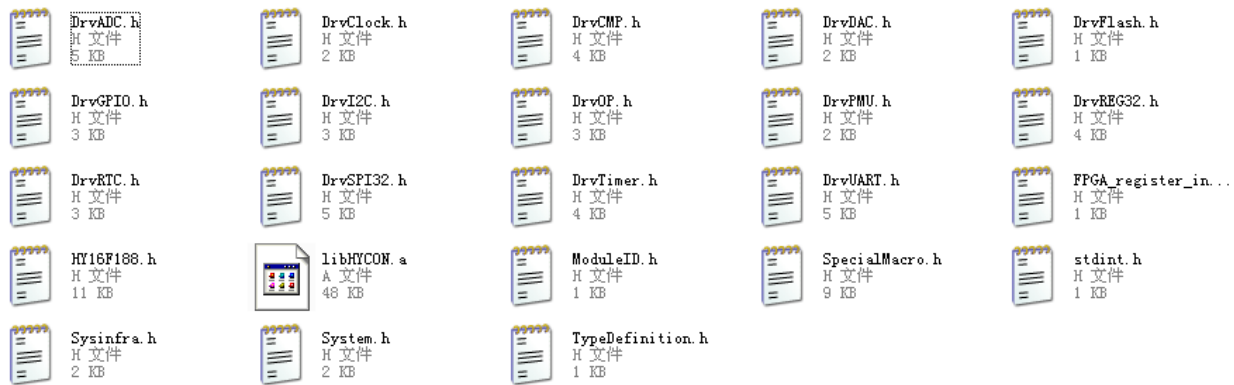 DrvADC.h
H 文件
5 KB
DrvClock.h
H 文件
2 KB
DrvCMP.h
H 文件
4 KB
DrvDAC.h
H 文件
2 KB
DrvFlash.h
H 文件
1 KB
DrvGPIO.h
H 文件
3 KB
DrvI2C.h
H 文件
3 KB
DrvOP.h
H 文件
3 KB
DrvPMU.h
H 文件
2 KB
DrvREG32.h
H 文件
4 KB
DrvRTC.h
H 文件
3 KB
DrvSPI32.h
H 文件
5 KB
DrvTimer.h
H 文件
4 KB
DrvUART.h
H 文件
5 KB
FPGA_register_in...
H 文件
1 KB
HY16F188.h
H 文件
11 KB
libHYCON.a
A 文件
48 KB
ModuleID.h
H 文件
1 KB
SpecialMacro.h
H 文件
9 KB
stdint.h
H 文件
1 KB
Sysinfra.h
H 文件
2 KB
System.h
H 文件
2 KB
TypeDefinition.h
H 文件
1 KB